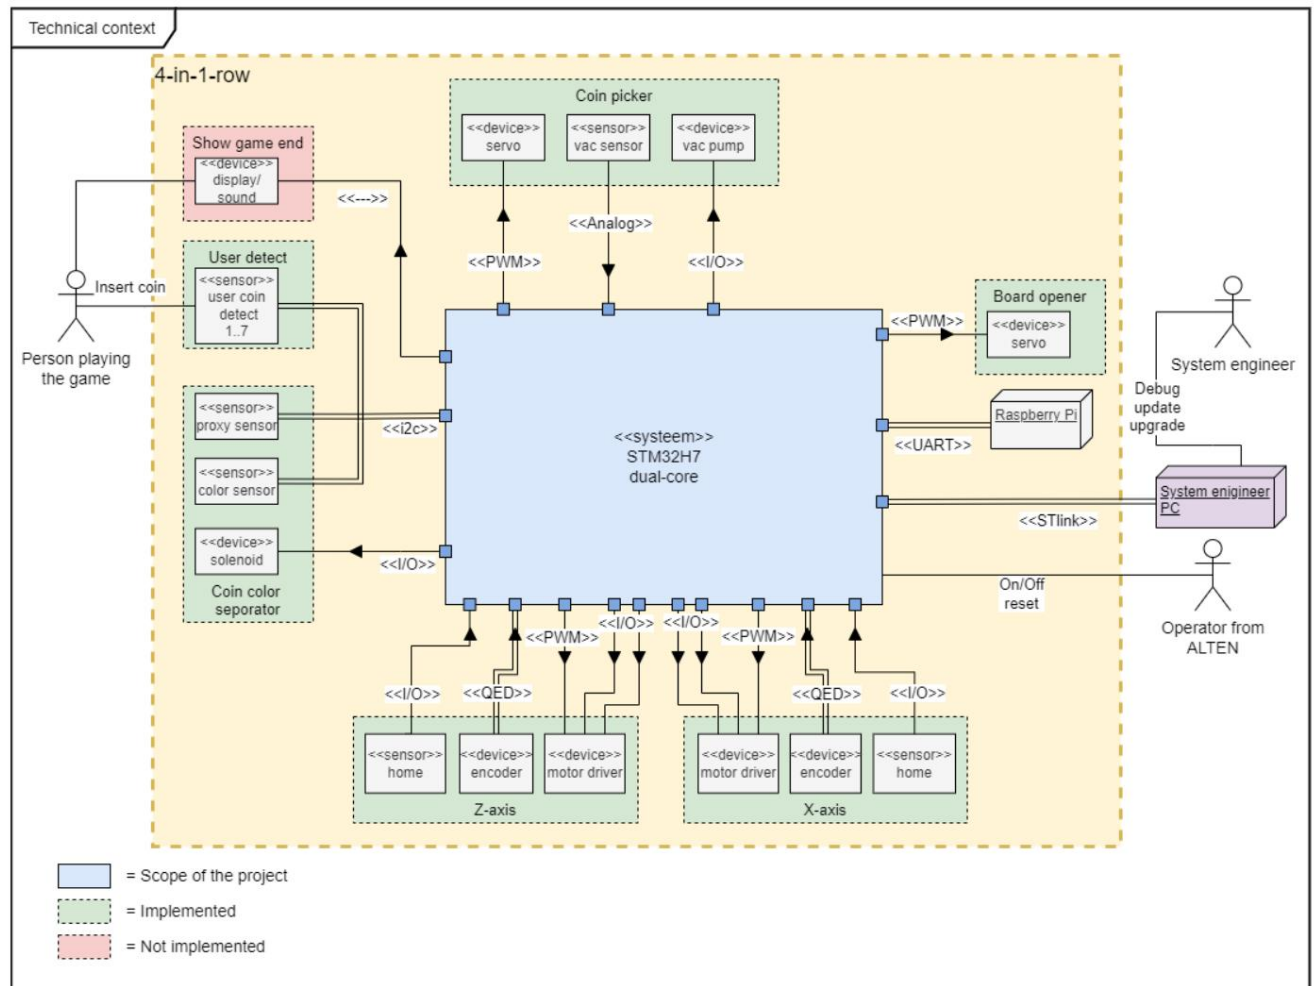 Technical context
4-in-1-row
Coin picker
<<device>>
servo
<<sensor>>
vac sensor
<<device>>
vac pump
Show game end
<<device>>
display/
sound
<<--->>
<<Analog>>
<<PWM>>
<<I/O>>
User detect
<<sensor>>
user coin
detect
1..7
Insert coin
Person playing
the game
Board opener
<<PWM>>
<<device>>
servo
System engineer
Debug
update
upgrade
<<sensor>>
proxy sensor
<<i2c>>
<<sensor>>
color sensor
<<systeem>>
STM32H7
dual-core
Raspberry Pi
<<UART>>
System enigineer
PC
<<STlink>>
<<device>>
solenoid
<<I/O>>
Coin color
seporator
On/Off
reset
Operator from
ALTEN
<<I/O>>
<<QED>>
<<PWM>>
<<I/O>>
<<I/O>>
<<PWM>>
<<QED>>
<<I/O>>
<<sensor>>
home
<<device>>
encoder
<<device>>
motor driver
Z-axis
<<device>>
motor driver
<<device>>
encoder
<<sensor>>
home
X-axis
= Scope of the project
= Implemented
= Not implemented